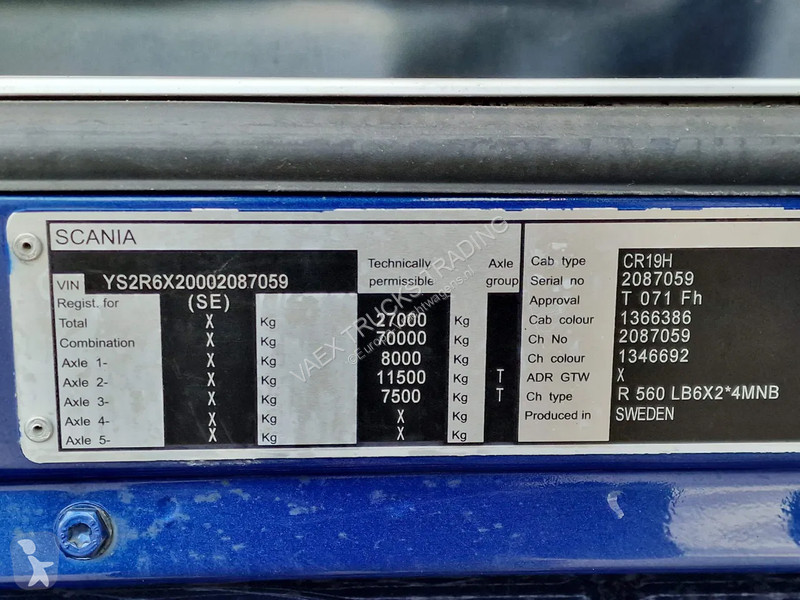 SCANIA
VIN YS2R6X20002087059 Technically permissible Axle group
Regist. for (SE)
Total X Kg 27000 Kg
Combination X Kg 70000 Kg
Axle 1- X Kg 8000 Kg
Axle 2- X Kg 11500 Kg T
Axle 3- X Kg 7500 Kg T
Axle 4- X Kg X Kg
Axle 5- X Kg X Kg
Cab type CR19H
Serial no 2087059
Approval T 071 Fh
Cab colour 1366386
Ch No 2087059
Ch colour 1346692
ADR GTW X
Ch type R 560 LB6X2*4MNB
Produced in SWEDEN
VAEX TRUCKS TRADING